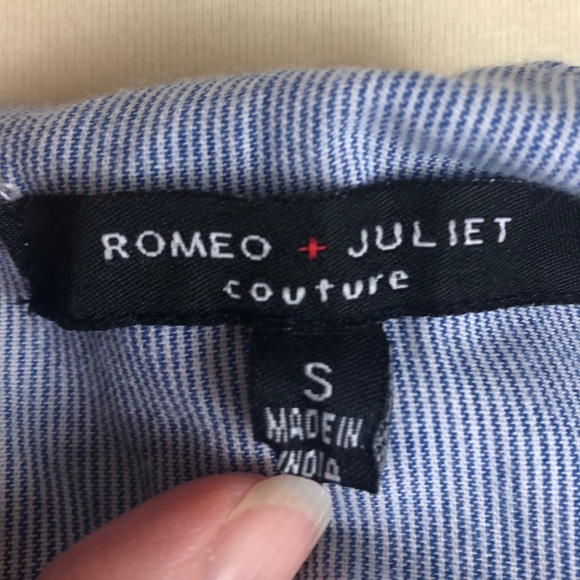 ROMEO + JULIET
couture
S
MADE IN
INDIA